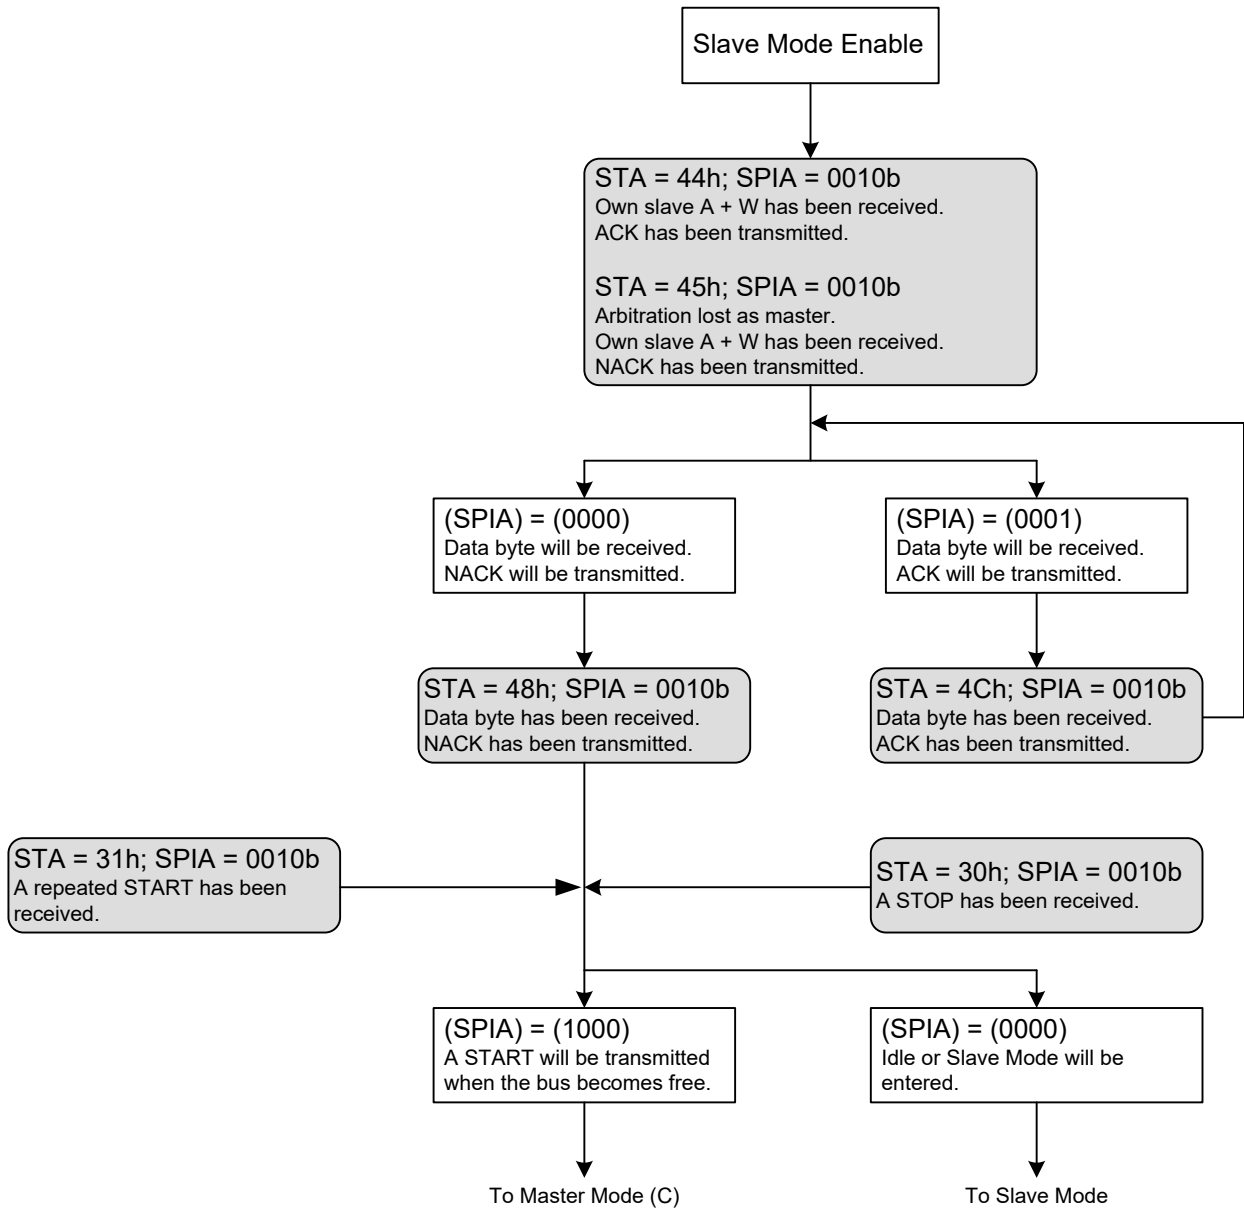 Slave Mode Enable
STA = 44h; SPIA = 0010b
Own slave A + W has been received.
ACK has been transmitted.
STA = 45h; SPIA = 0010b
Arbitration lost as master.
Own slave A + W has been received.
NACK has been transmitted.
(SPIA) = (0000)
Data byte will be received.
NACK will be transmitted.
(SPIA) = (0001)
Data byte will be received.
ACK will be transmitted.
STA = 48h; SPIA = 0010b
Data byte has been received.
NACK has been transmitted.
STA = 4Ch; SPIA = 0010b
Data byte has been received.
ACK has been transmitted.
STA = 31h; SPIA = 0010b
A repeated START has been
received.
STA = 30h; SPIA = 0010b
A STOP has been received.
(SPIA) = (1000)
A START will be transmitted
when the bus becomes free.
(SPIA) = (0000)
Idle or Slave Mode will be
entered.
To Master Mode (C)
To Slave Mode